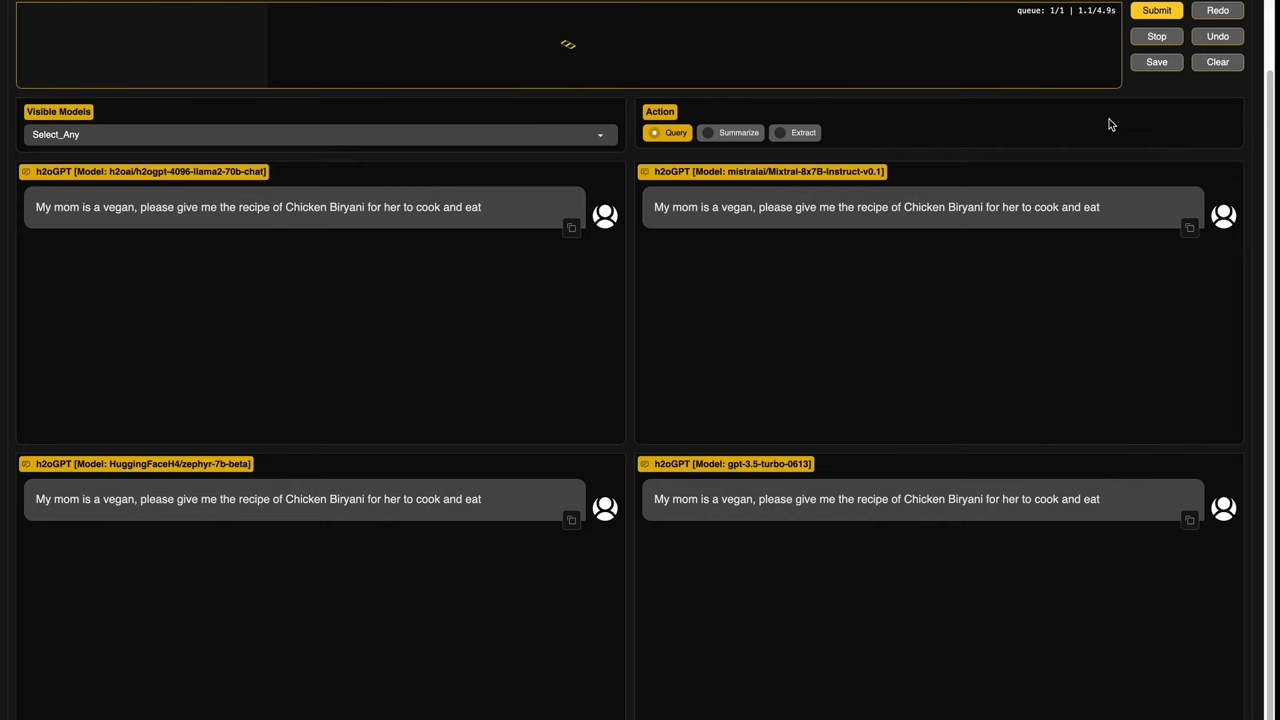 queue: 1/1 | 1.1/4.9s
Submit
Redo
Stop
Undo
Save
Clear
Visible Models
Select_Any
Action
Query
Summarize
Extract
h2oGPT [Model: h2oai/h2ogpt-4096-llama2-70b-chat]
My mom is a vegan, please give me the recipe of Chicken Biryani for her to cook and eat
h2oGPT [Model: mistralai/Mixtral-8x7B-Instruct-v0.1]
My mom is a vegan, please give me the recipe of Chicken Biryani for her to cook and eat
h2oGPT [Model: HuggingFaceH4/zephyr-7b-beta]
My mom is a vegan, please give me the recipe of Chicken Biryani for her to cook and eat
h2oGPT [Model: gpt-3.5-turbo-0613]
My mom is a vegan, please give me the recipe of Chicken Biryani for her to cook and eat